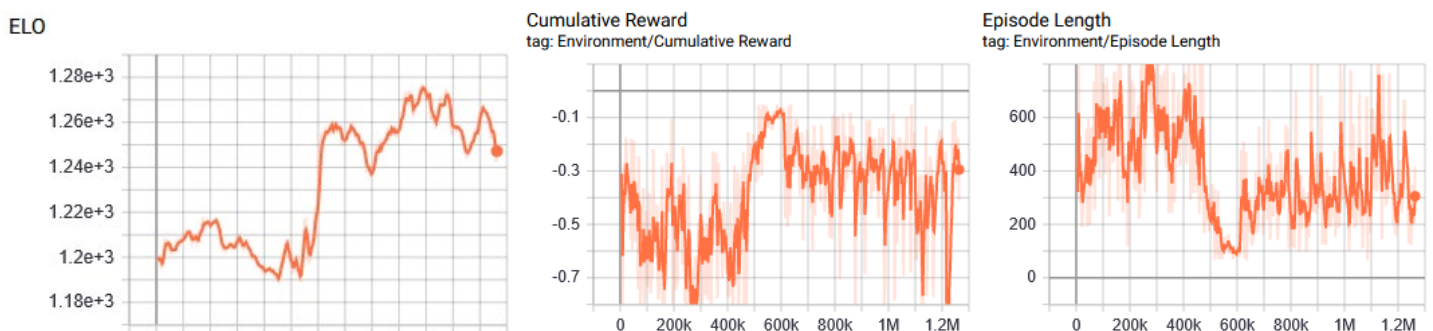 ELO
1.28e+3
1.26e+3
1.24e+3
1.22e+3
1.2e+3
1.18e+3
Cumulative Reward
tag: Environment/Cumulative Reward
-0.1
-0.3
-0.5
-0.7
0 200k 400k 600k 800k 1M 1.2M
Episode Length
tag: Environment/Episode Length
600
400
200
0
0 200k 400k 600k 800k 1M 1.2M